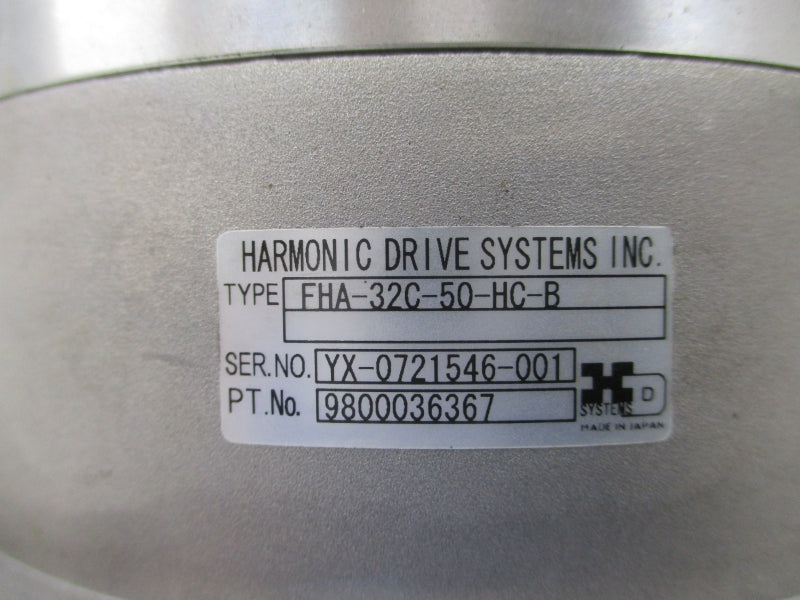 HARMONIC DRIVE SYSTEMS INC.
TYPE FHA-32C-50-HC-B
SER.NO. YX-0721546-001
PT.No. 9800036367
H D
SYSTEMS
MADE IN JAPAN